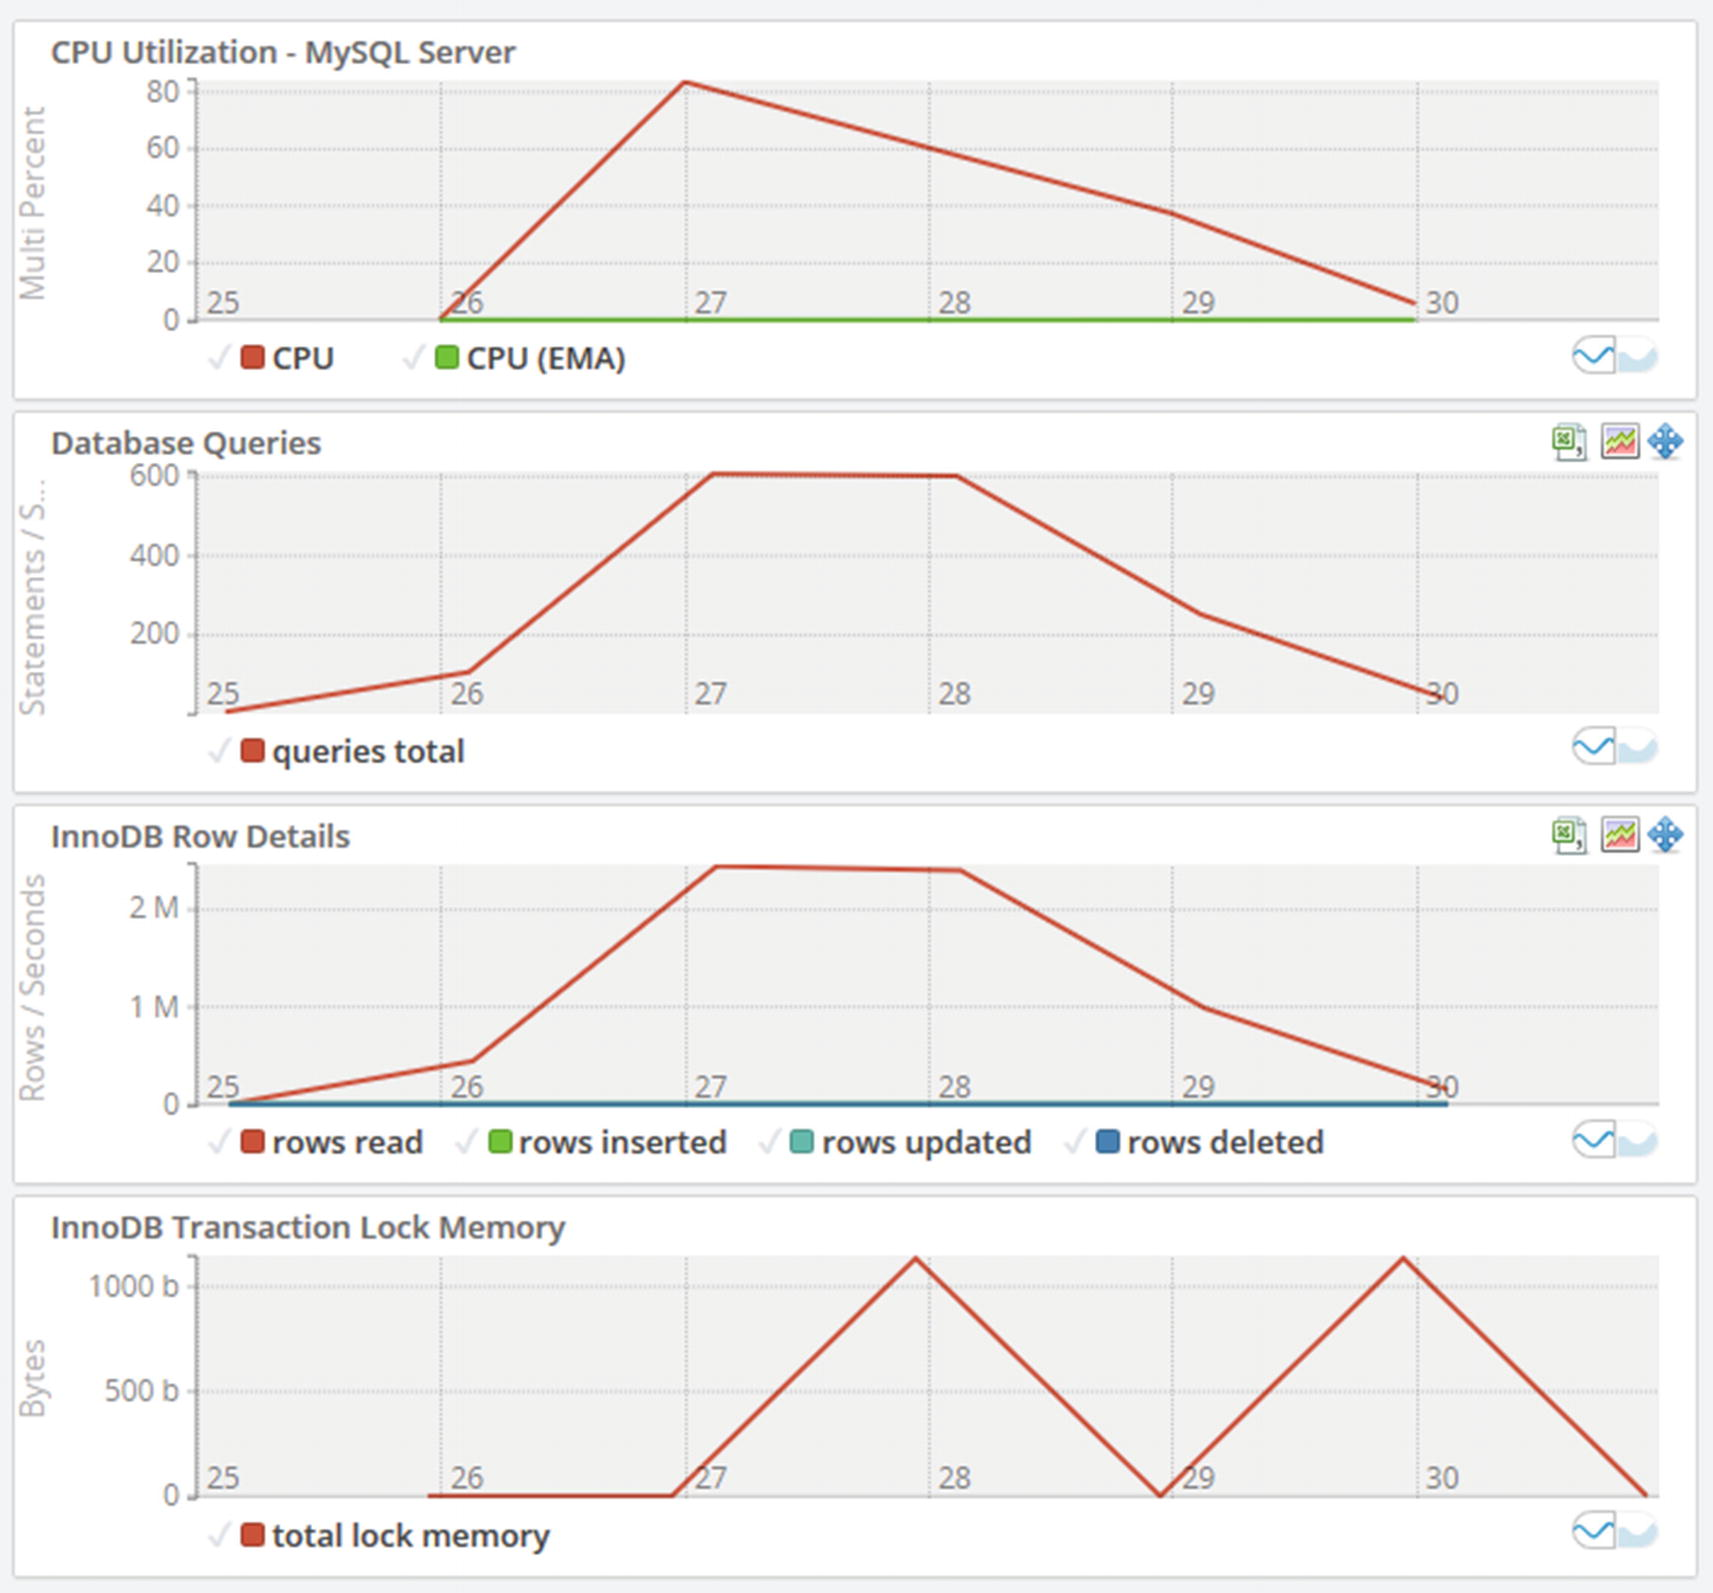 CPU Utilization - MySQL Server
Multi Percent
80
60
40
20
0
25 26 27 28 29 30
CPU CPU (EMA)
Database Queries
Statements / S...
600
400
200
25 26 27 28 29 30
queries total
InnoDB Row Details
Rows / Seconds
2 M
1 M
0
25 26 27 28 29 30
rows read rows inserted rows updated rows deleted
InnoDB Transaction Lock Memory
Bytes
1000 b
500 b
0
25 26 27 28 29 30
total lock memory